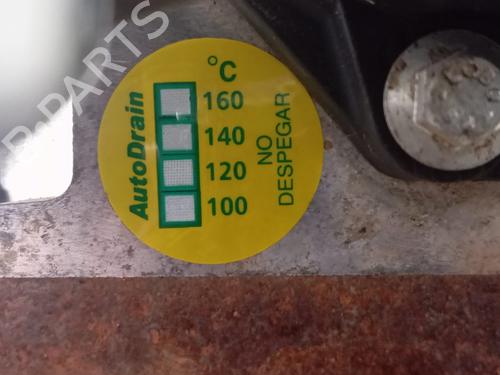 AutoDrain
°C
160
140
120
100
NO
DESPEGAR
PARTS